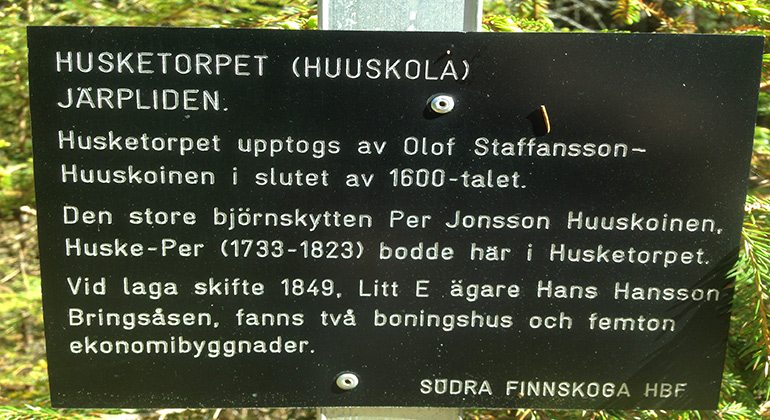 HUSKETORPET (HUUSKOLA)
JÄRPLIDEN.
Husketorpet upptogs av Olof Staffansson-
Huuskoinen i slutet av 1600-talet.
Den store björnskytten Per Jonsson Huuskoinen,
Huske-Per (1733-1823) bodde här i Husketorpet.
Vid laga skifte 1849, Litt E ägare Hans Hansson
Bringsåsen, fanns två boningshus och femton
ekonomibyggnader.
SÖDRA FINNSKOGA HBF